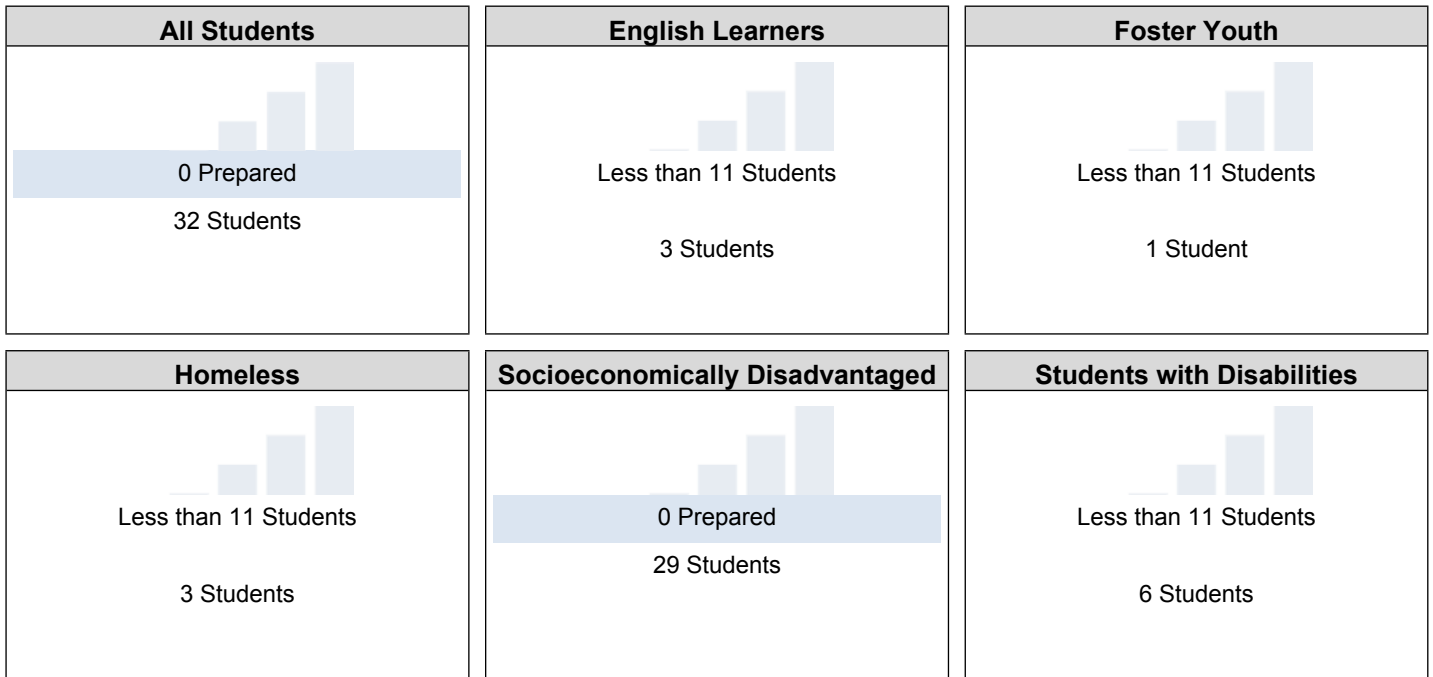 All Students
0 Prepared
32 Students
English Learners
Less than 11 Students
3 Students
Foster Youth
Less than 11 Students
1 Student
Homeless
Less than 11 Students
3 Students
Socioeconomically Disadvantaged
0 Prepared
29 Students
Students with Disabilities
Less than 11 Students
6 Students